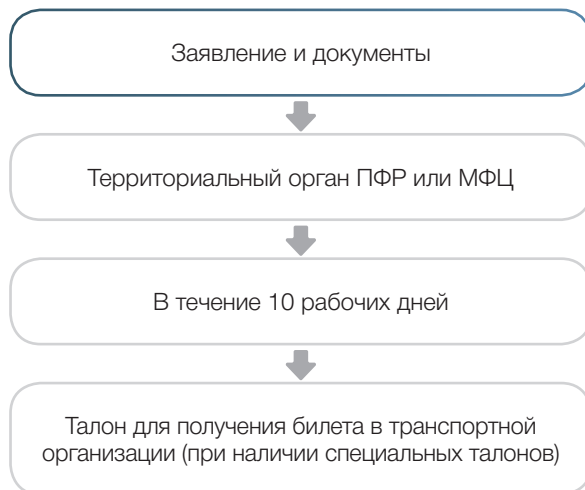 Заявление и документы
Территориальный орган ПФР или МФЦ
В течение 10 рабочих дней
Талон для получения билета в транспортной
организации (при наличии специальных талонов)